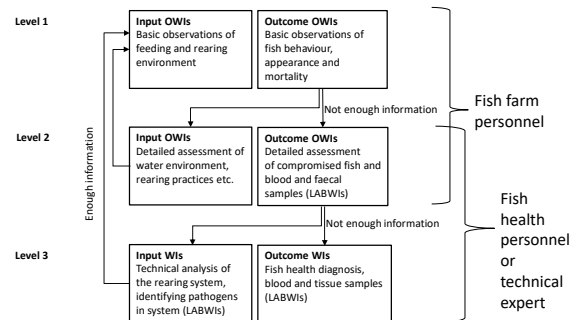 Level 1
Input OWIs
Basic observations of
feeding and rearing
environment
Outcome OWIs
Basic observations of
fish behaviour,
appearance and
mortality
Not enough information
Fish farm
personnel
Level 2
Input OWIs
Detailed assessment of
water environment,
rearing practices etc.
Outcome OWIs
Detailed assessment
of compromised fish and
blood and faecal
samples (LABWIs)
Enough information
Not enough information
Fish
health
personnel
or
technical
expert
Level 3
Input WIs
Technical analysis of
the rearing system,
identifying pathogens
in system (LABWIs)
Outcome WIs
Fish health diagnosis,
blood and tissue samples
(LABWIs)